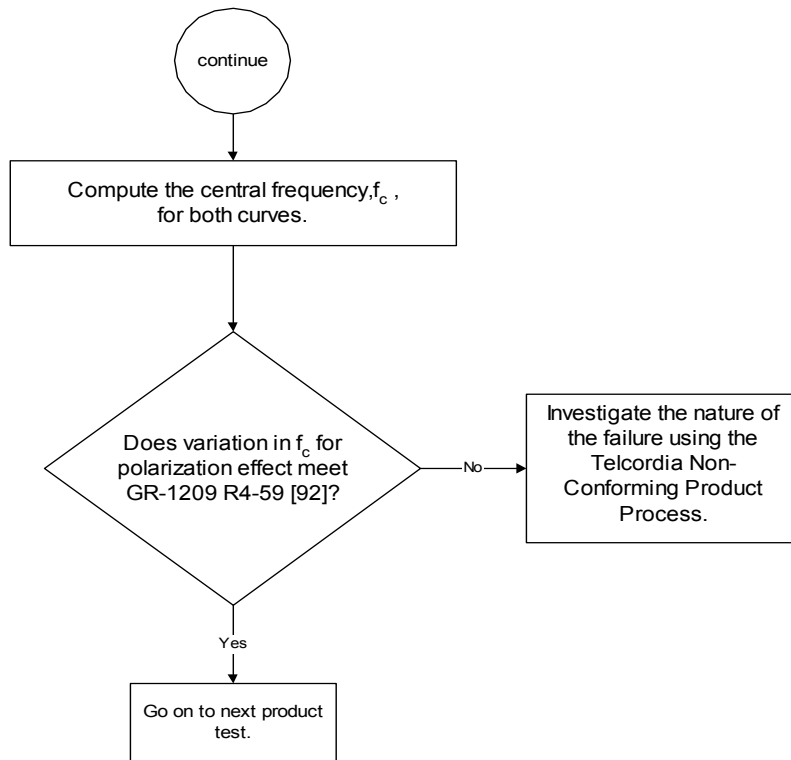 continue
Compute the central frequency,fc ,
for both curves.
Does variation in fc for
polarization effect meet
GR-1209 R4-59 [92]?
No
Investigate the nature of
the failure using the
Telcordia Non-
Conforming Product
Process.
Yes
Go on to next product
test.